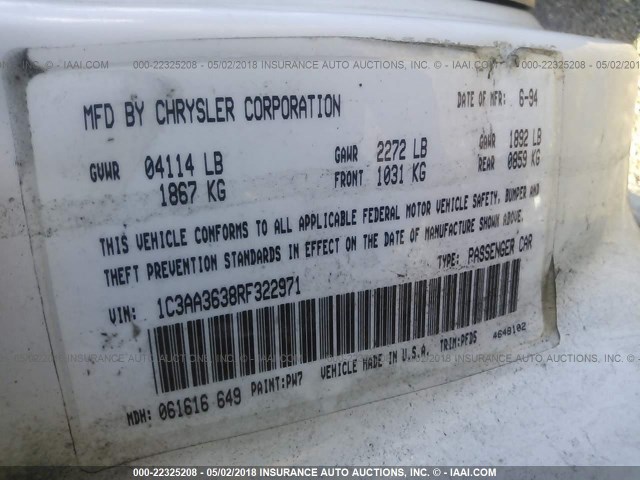 000-22325208 - 05/02/2018 INSURANCE AUTO AUCTIONS, INC. - © IAAI.COM
MFD BY CHRYSLER CORPORATION DATE OF MFR: 6-94
GVWR 04114 LB GAWR 2272 LB GAAR 1892 LB
1867 KG FRONT 1031 KG REAR 0859 KG
THIS VEHICLE CONFORMS TO ALL APPLICABLE FEDERAL MOTOR VEHICLE SAFETY, BUMPER AND
THEFT PREVENTION STANDARDS IN EFFECT ON THE DATE OF MANUFACTURE SHOWN ABOVE.
VIN: 1C3AA3638RF322971 TYPE: PASSENGER CAR
MDH: 061616 649 PAINT:PW7 VEHICLE MADE IN U.S.A. TRIM:PFD5 4648102
000-22325208 - 05/02/2018 INSURANCE AUTO AUCTIONS, INC. - © IAAI.COM